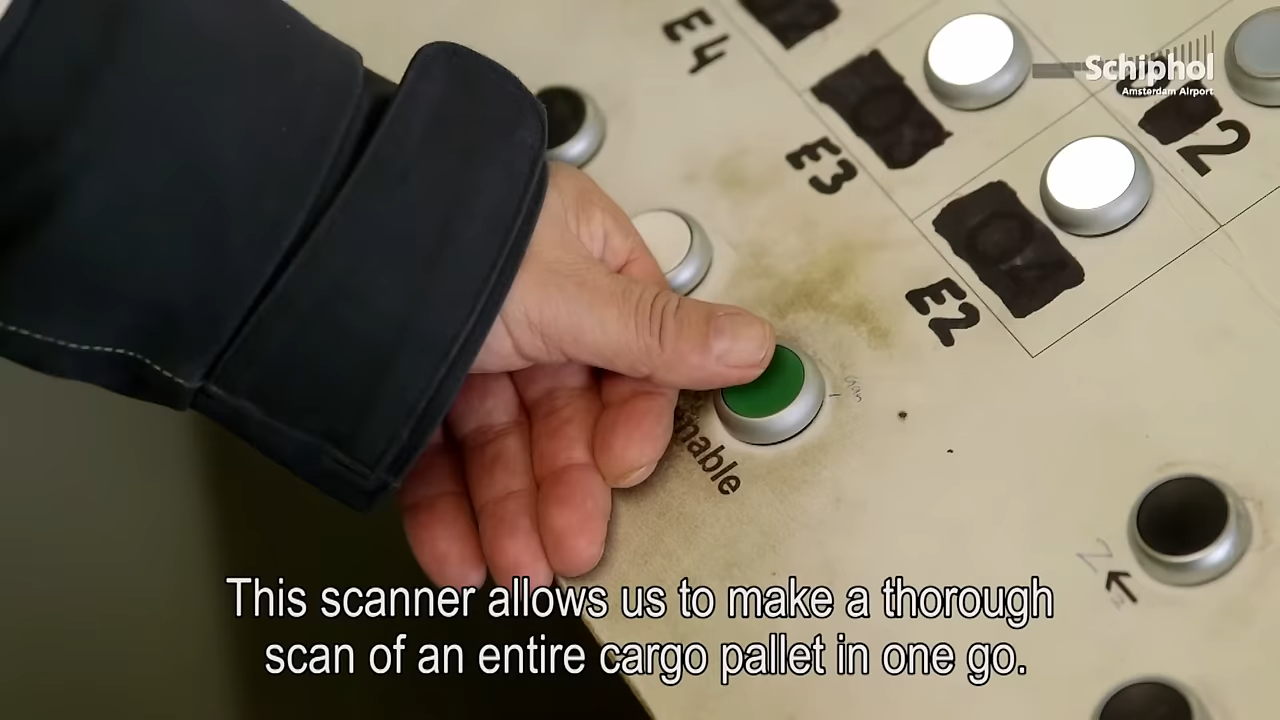 E4
Schiphol
Amsterdam Airport
E3
2
E2
nable
This scanner allows us to make a thorough
scan of an entire cargo pallet in one go.